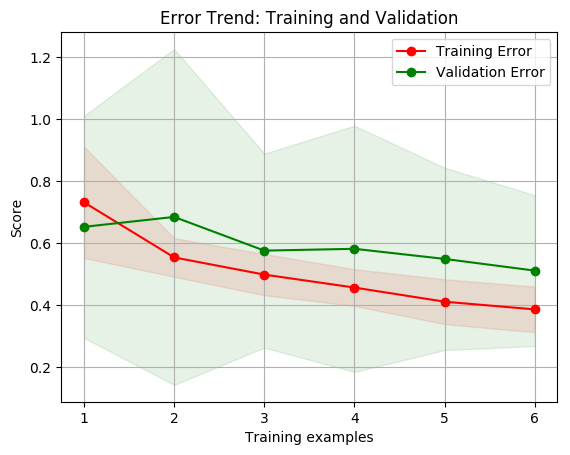 Error Trend: Training and Validation
Training Error
Validation Error
Score
1.2
1.0
0.8
0.6
0.4
0.2
1 2 3 4 5 6
Training examples